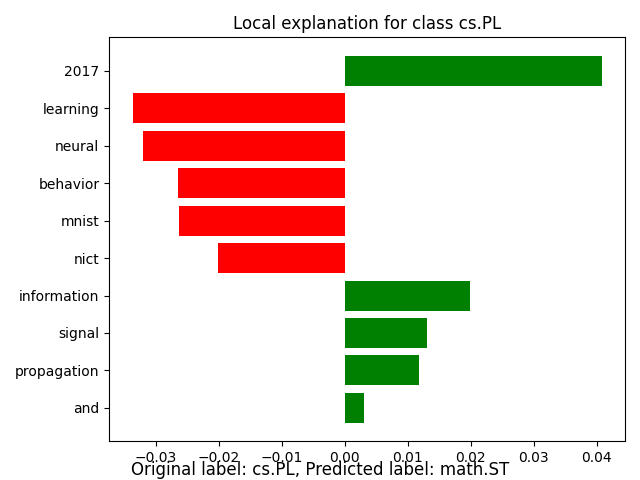 Local explanation for class cs.PL
2017
learning
neural
behavior
mnist
nict
information
signal
propagation
and
−0.03 −0.02 −0.01 0.00 0.01 0.02 0.03 0.04
Original label: cs.PL, Predicted label: math.ST